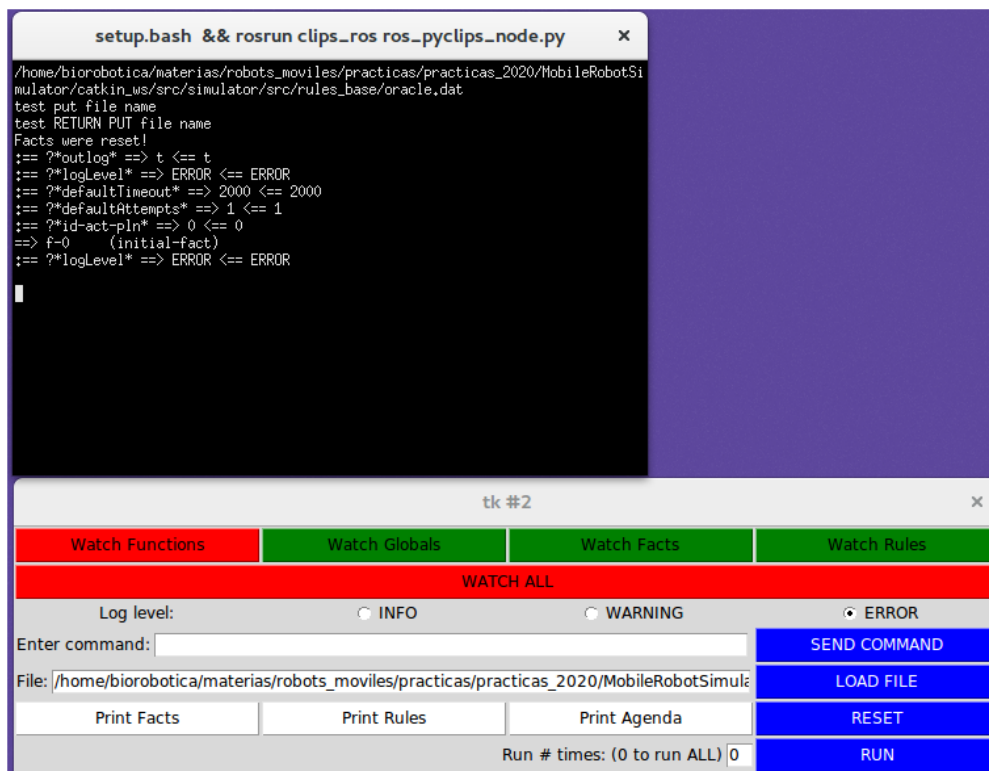 setup.bash && rosrun clips_ros ros_pyclips_node.py ×
/home/biorobotica/materias/robots_moviles/practicas/practicas_2020/MobileRobotSi
mulator/catkin_ws/src/simulator/src/rules_base/oracle.dat
test put file name
test RETURN PUT file name
Facts were reset!
:== ?*outlog* ==> t <== t
:== ?*logLevel* ==> ERROR <== ERROR
:== ?*defaultTimeout* ==> 2000 <== 2000
:== ?*defaultAttempts* ==> 1 <== 1
:== ?*id-act-pln* ==> 0 <== 0
==> f-0 (initial-fact)
:== ?*logLevel* ==> ERROR <== ERROR
tk #2 ×
Watch Functions Watch Globals Watch Facts Watch Rules
WATCH ALL
Log level: INFO WARNING ERROR
Enter command: SEND COMMAND
File: /home/biorobotica/materias/robots_moviles/practicas/practicas_2020/MobileRobotSimula LOAD FILE
Print Facts Print Rules Print Agenda RESET
Run # times: (0 to run ALL) 0 RUN